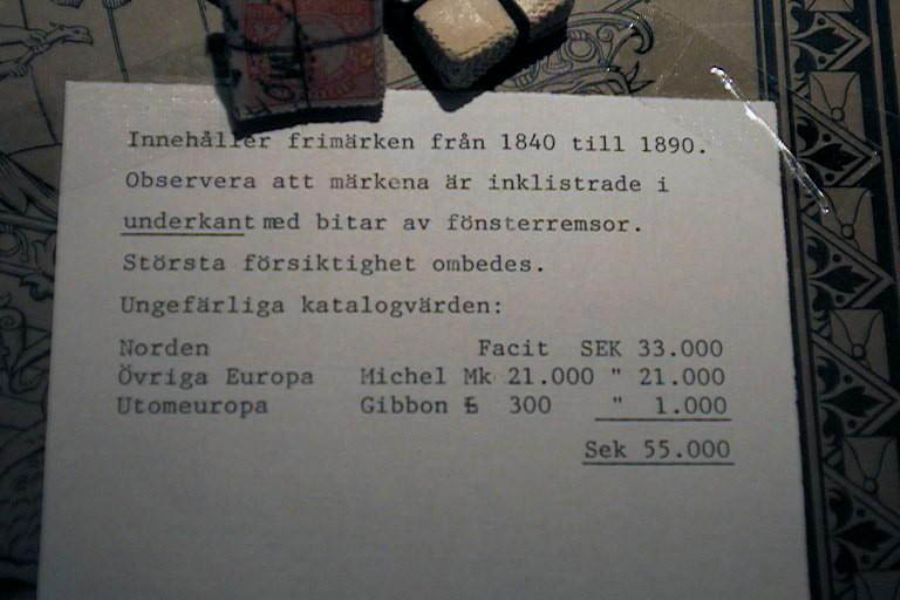 Innehåller frimärken från 1840 till 1890.
Observera att märkena är inklistrade i
underkant med bitar av fönsterremsor.
Största försiktighet ombedes.
Ungefärliga katalogvärden:
Norden Facit SEK 33.000
Övriga Europa Michel Mk 21.000 " 21.000
Utomeuropa Gibbon £ 300 " 1.000
Sek 55.000